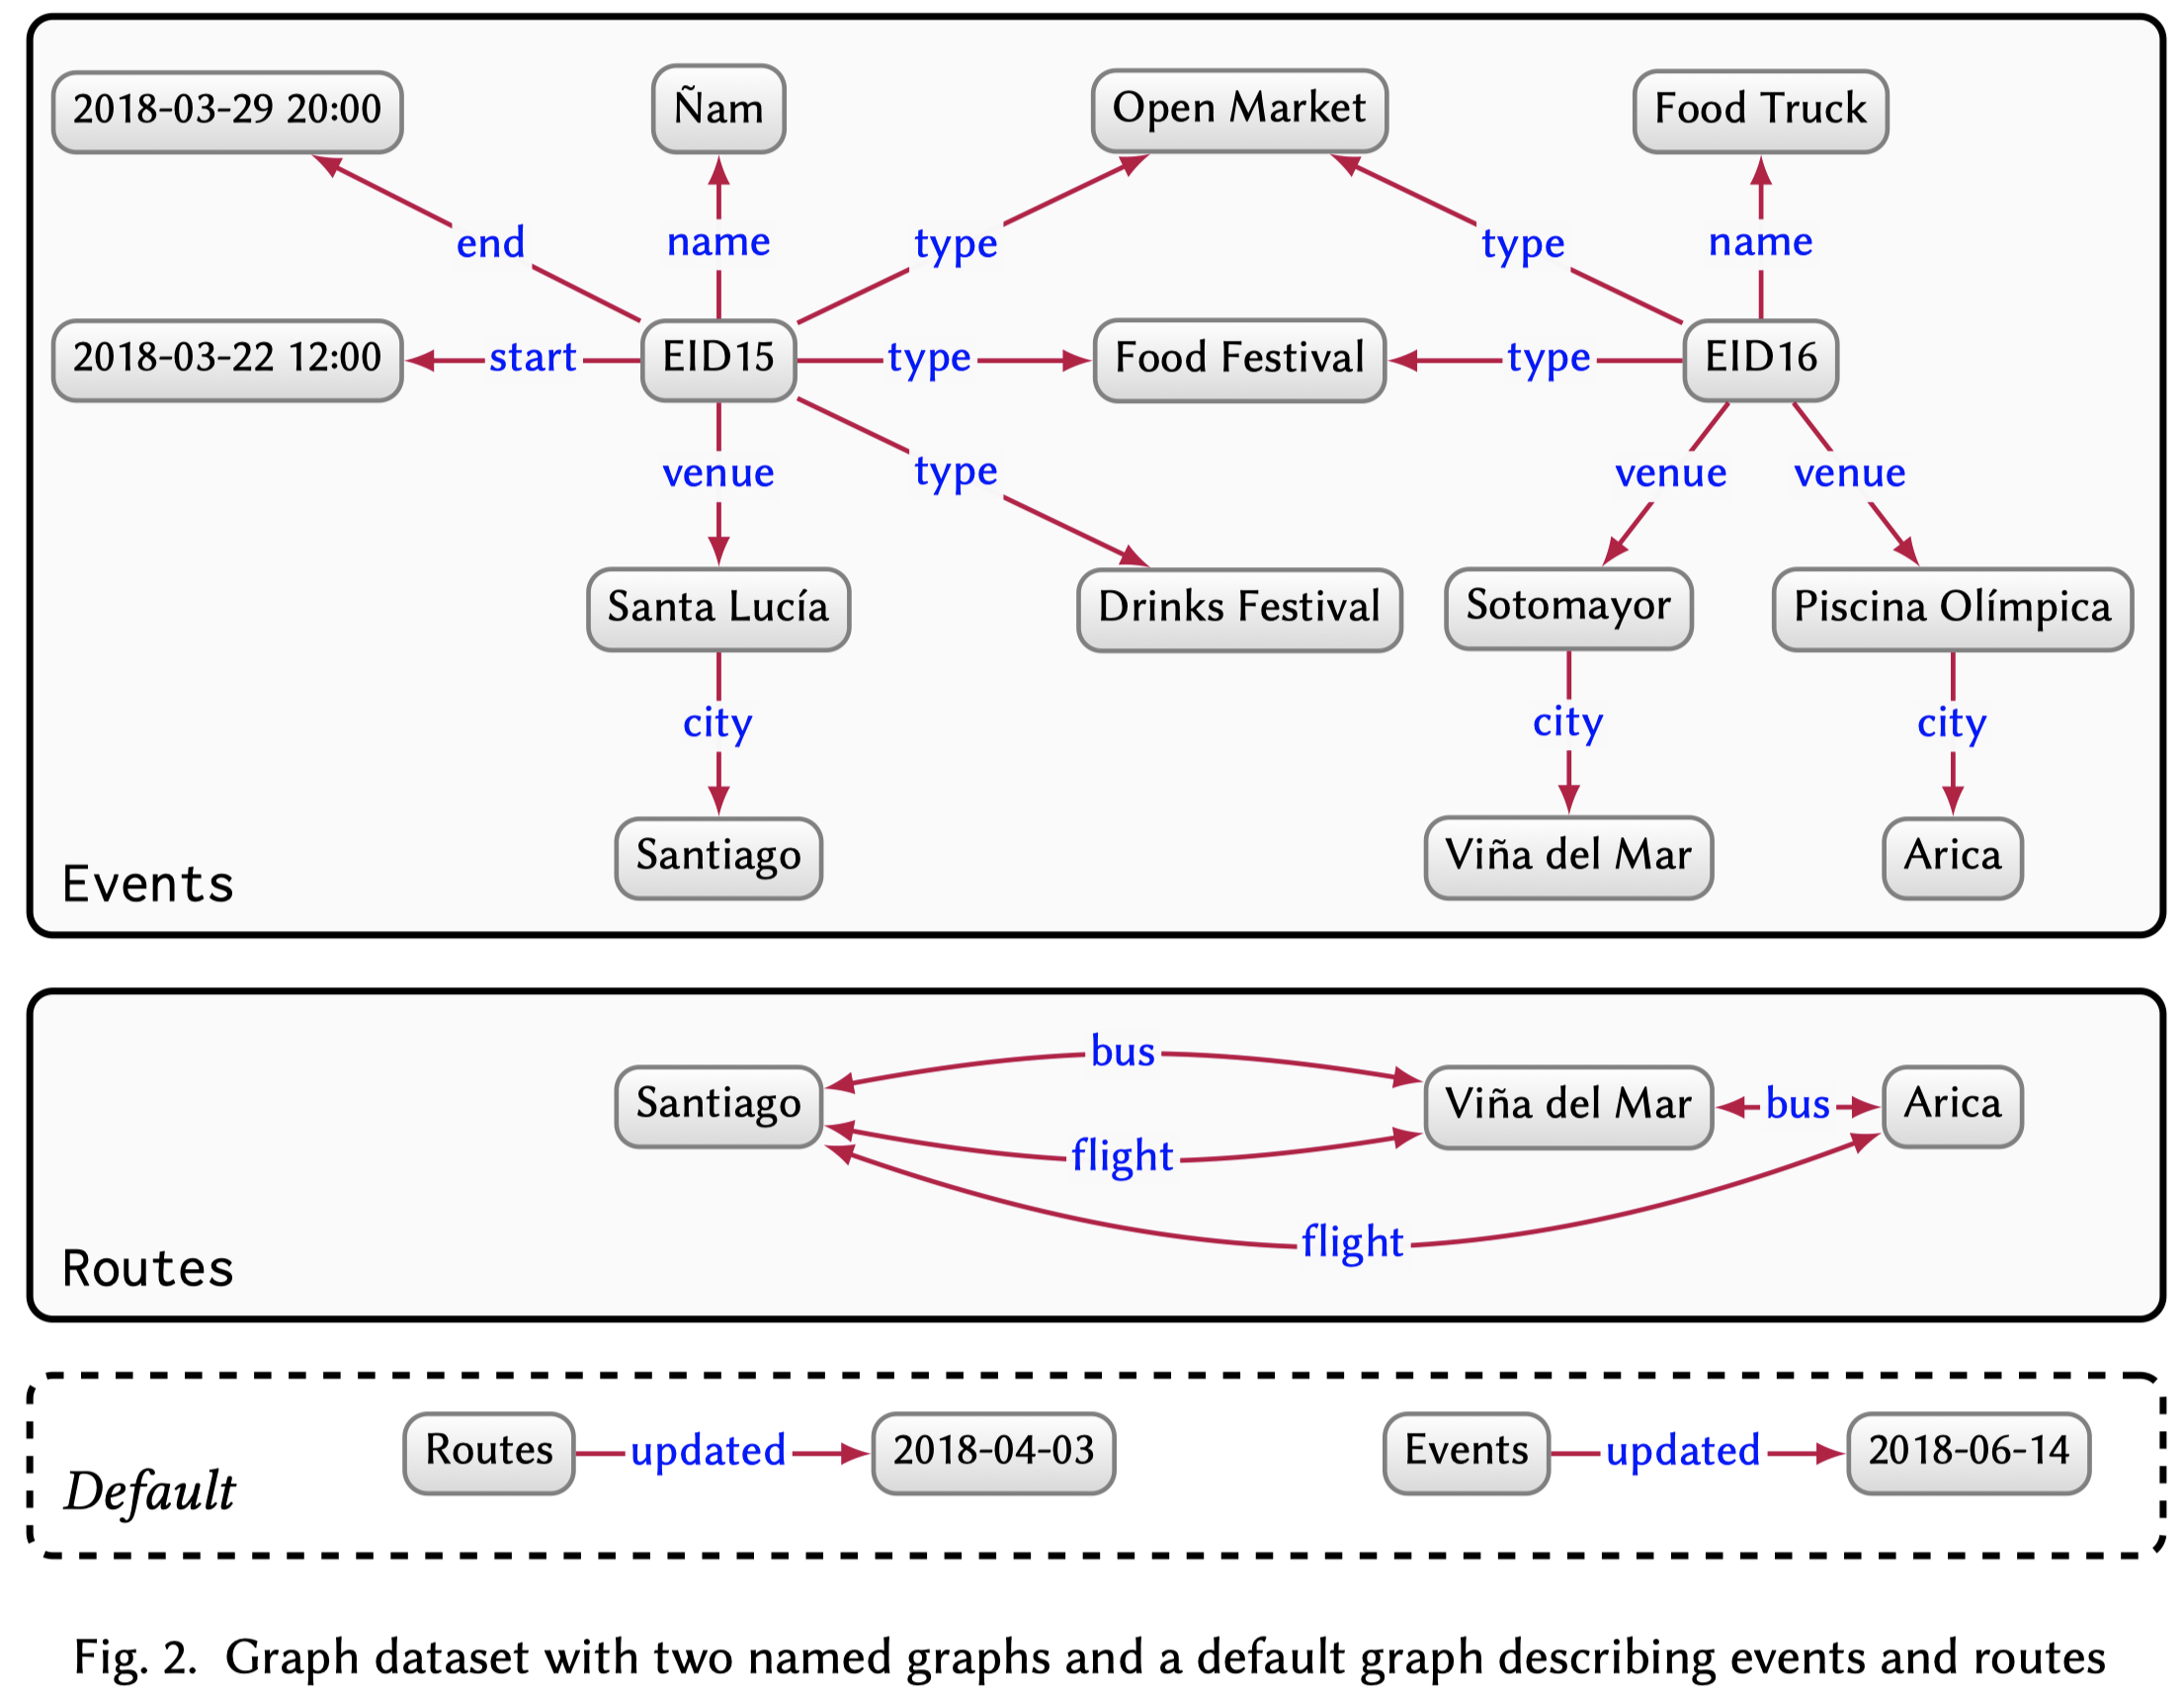 2018-03-29 20:00 Ñam Open Market Food Truck
end name type type name
2018-03-22 12:00 start EID15 type Food Festival type EID16
venue type venue venue
Santa Lucía Drinks Festival Sotomayor Piscina Olímpica
city city city
Santiago Viña del Mar Arica
Events
bus
Santiago Viña del Mar bus Arica
flight
flight
Routes
Routes updated 2018-04-03 Events updated 2018-06-14
Default
Fig. 2. Graph dataset with two named graphs and a default graph describing events and routes